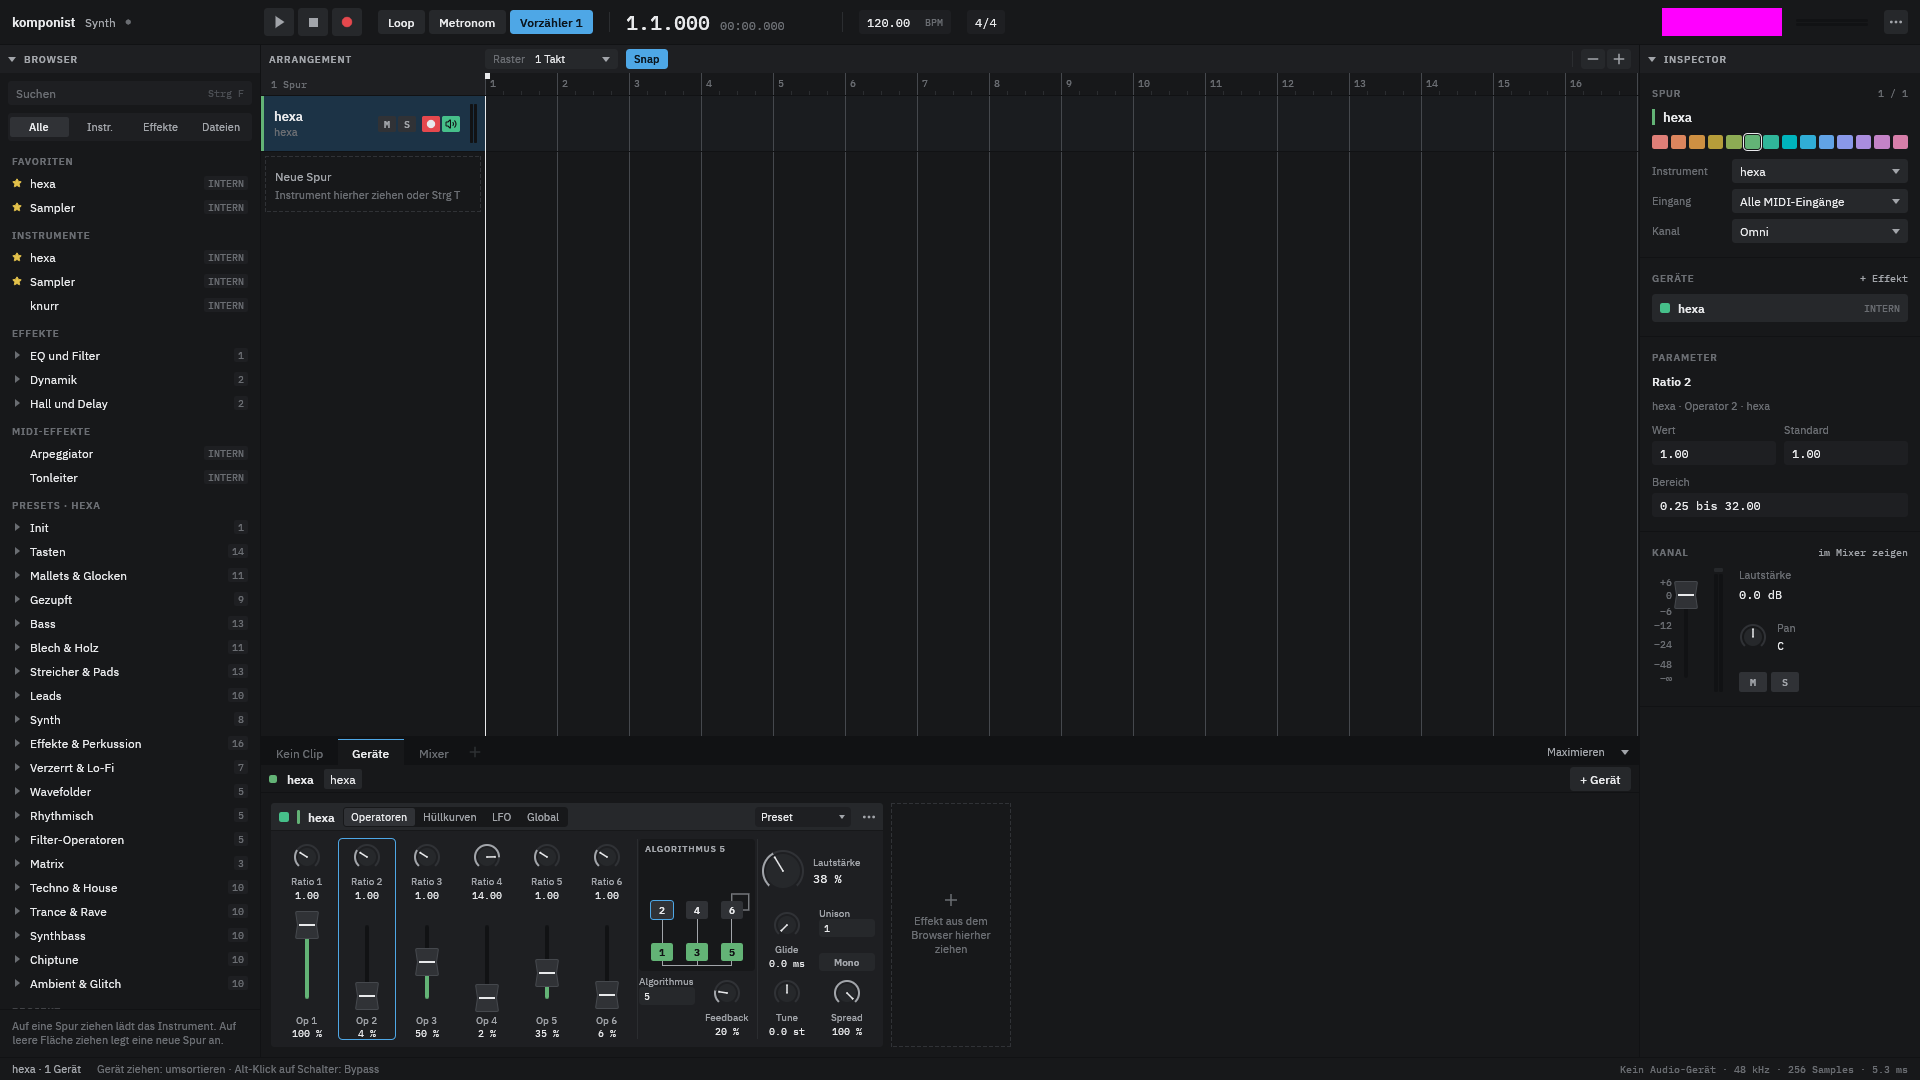 komponist Synth
Loop Metronom Vorzähler 1
1.1.000 00:00.000
120.00 BPM 4/4
BROWSER
Suchen Strg F
Alle Instr. Effekte Dateien
FAVORITEN
hexa INTERN
Sampler INTERN
INSTRUMENTE
hexa INTERN
Sampler INTERN
knurr INTERN
EFFEKTE
EQ und Filter 1
Dynamik 2
Hall und Delay 2
MIDI-EFFEKTE
Arpeggiator INTERN
Tonleiter INTERN
PRESETS · HEXA
Init 1
Tasten 14
Mallets & Glocken 11
Gezupft 9
Bass 13
Blech & Holz 11
Streicher & Pads 13
Leads 10
Synth 8
Effekte & Perkussion 16
Verzerrt & Lo-Fi 7
Wavefolder 5
Rhythmisch 5
Filter-Operatoren 5
Matrix 3
Techno & House 10
Trance & Rave 10
Synthbass 10
Chiptune 10
Ambient & Glitch 10
Auf eine Spur ziehen lädt das Instrument. Auf
leere Fläche ziehen legt eine neue Spur an.
ARRANGEMENT
Raster 1 Takt Snap
1 Spur
1 2 3 4 5 6 7 8 9 10 11 12 13 14 15 16
hexa
hexa
M S
Neue Spur
Instrument hierher ziehen oder Strg T
Kein Clip Geräte Mixer
Maximieren
hexa hexa
+ Gerät
hexa Operatoren Hüllkurven LFO Global Preset
Ratio 1 Ratio 2 Ratio 3 Ratio 4 Ratio 5 Ratio 6
1.00 1.00 1.00 14.00 1.00 1.00
Op 1 Op 2 Op 3 Op 4 Op 5 Op 6
100 % 4 % 50 % 2 % 35 % 6 %
ALGORITHMUS 5
2 4 6
1 3 5
Algorithmus
5
Feedback
20 %
Lautstärke
38 %
Glide
0.0 ms
Unison
1
Mono
Tune
0.0 st
Spread
100 %
Effekt aus dem
Browser hierher
ziehen
INSPECTOR
SPUR 1 / 1
hexa
Instrument hexa
Eingang Alle MIDI-Eingänge
Kanal Omni
GERÄTE + Effekt
hexa INTERN
PARAMETER
Ratio 2
hexa · Operator 2 · hexa
Wert Standard
1.00 1.00
Bereich
0.25 bis 32.00
KANAL im Mixer zeigen
+6
0
−6
−12
−24
−48
−∞
Lautstärke
0.0 dB
Pan
C
M S
hexa · 1 Gerät Gerät ziehen: umsortieren · Alt-Klick auf Schalter: Bypass
Kein Audio-Gerät · 48 kHz · 256 Samples · 5.3 ms